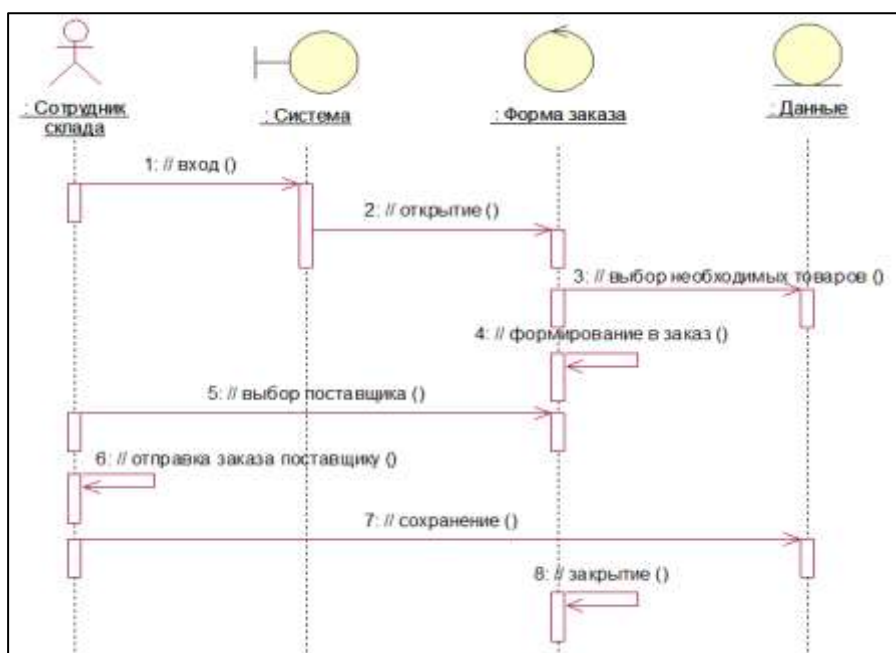 : Сотрудник
склада
: Система
: Форма заказа
: Данные
1: // вход ()
2: // открытие ()
3: // выбор необходимых товаров ()
4: // формирование в заказ ()
5: // выбор поставщика ()
6: // отправка заказа поставщику ()
7: // сохранение ()
8: // закрытие ()